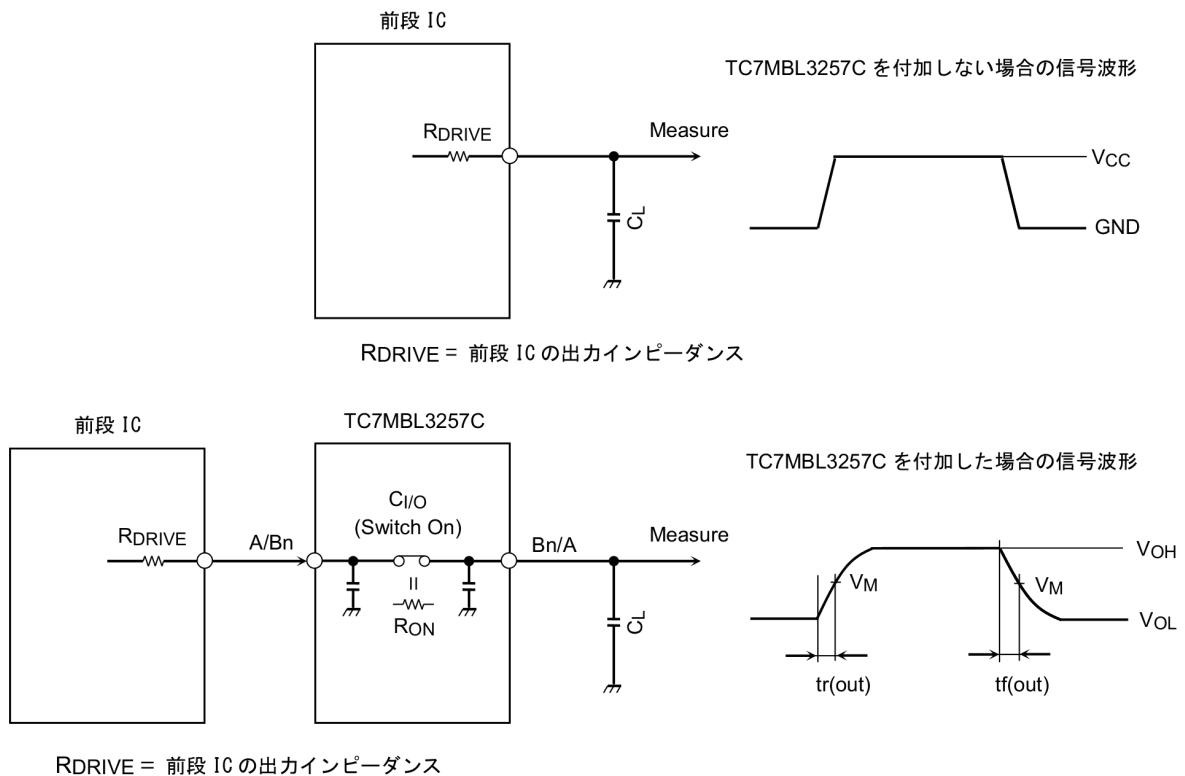 前段 IC
TC7MBL3257C を付加しない場合の信号波形
RDRIVE
Measure
VCC
CL
GND
RDRIVE = 前段 IC の出力インピーダンス
前段 IC
TC7MBL3257C
TC7MBL3257C を付加した場合の信号波形
CI/O
(Switch On)
RDRIVE
A/Bn
Bn/A
Measure
VOH
VM
VM
=
RON
CL
VOL
tr(out)
tf(out)
RDRIVE = 前段 IC の出力インピーダンス